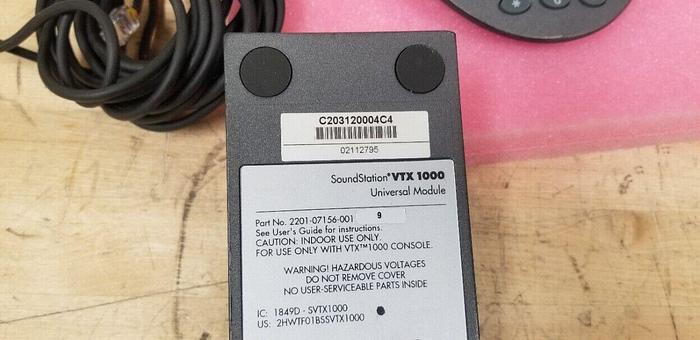 C203120004C4
02112795
SoundStation® VTX 1000
Universal Module
Part No. 2201-07156-001 9
See User's Guide for instructions.
CAUTION: INDOOR USE ONLY.
FOR USE ONLY WITH VTX™1000 CONSOLE.
WARNING! HAZARDOUS VOLTAGES
DO NOT REMOVE COVER
NO USER-SERVICEABLE PARTS INSIDE
IC: 1849D - SVTX1000
US: 2HWTF01BSSVTX1000